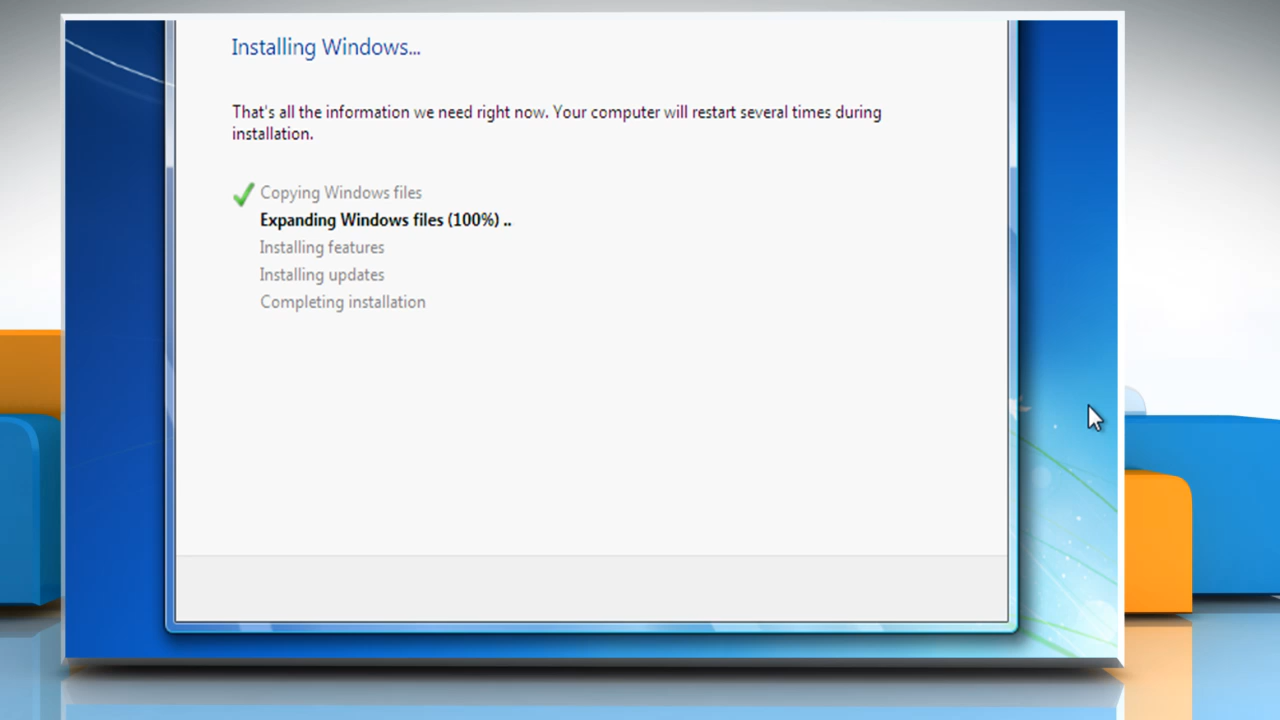 Installing Windows...
That's all the information we need right now. Your computer will restart several times during
installation.
Copying Windows files
Expanding Windows files (100%) ..
Installing features
Installing updates
Completing installation